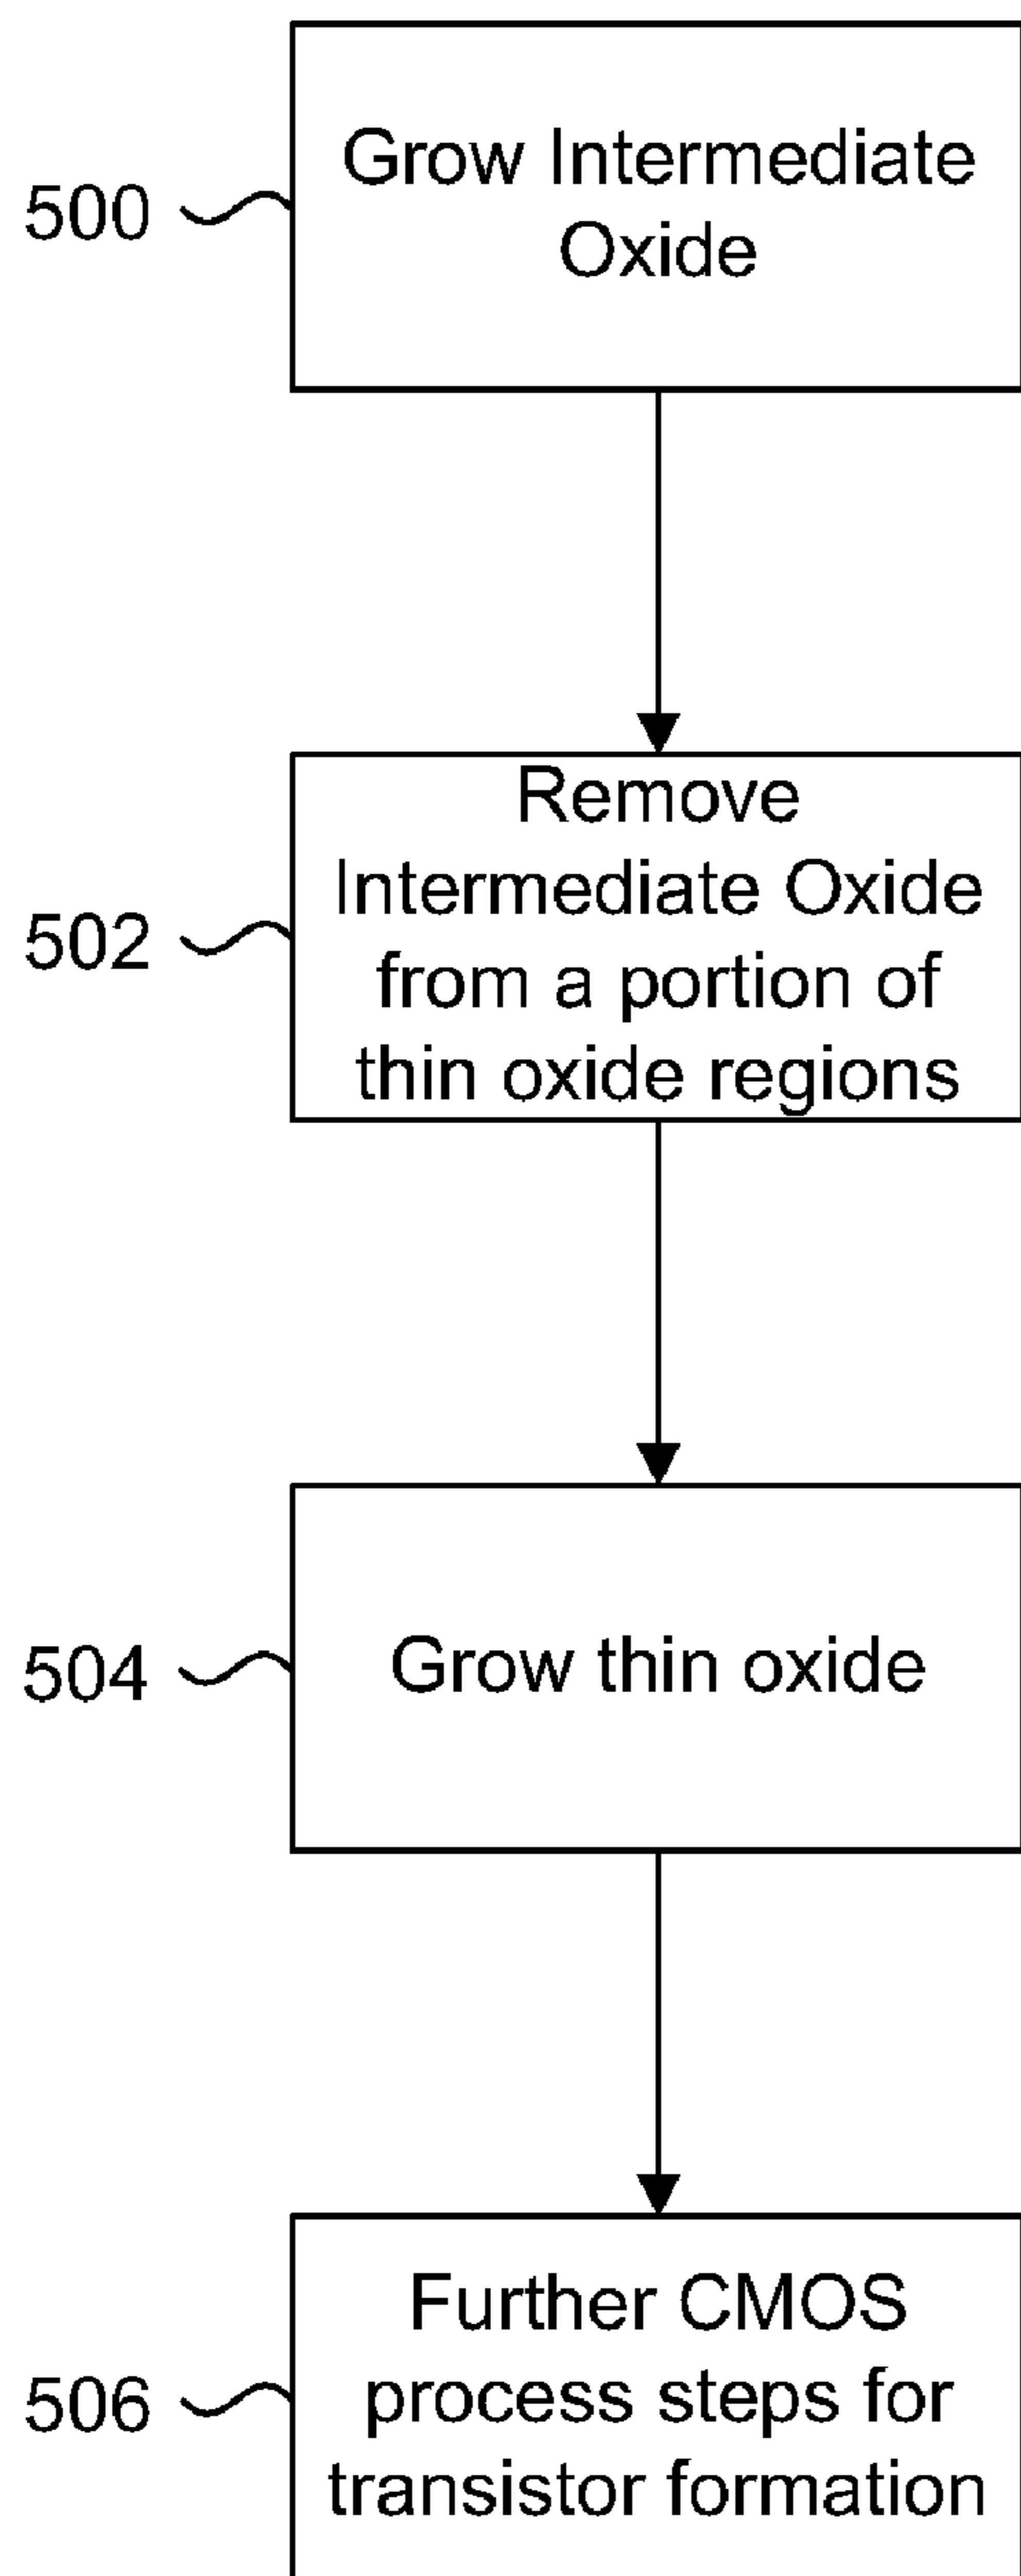 Grow Intermediate
Oxide
500
Remove
Intermediate Oxide
from a portion of
thin oxide regions
502
Grow thin oxide
504
Further CMOS
process steps for
transistor formation
506